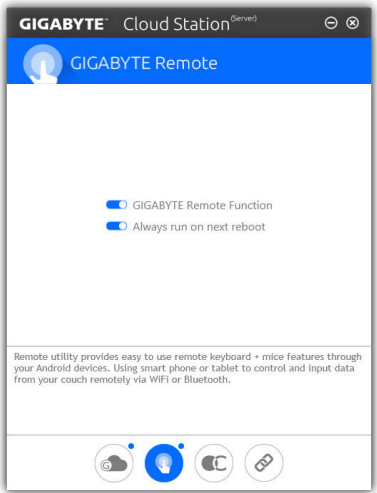 GIGABYTE™ Cloud Station (Server)
GIGABYTE Remote
GIGABYTE Remote Function
Always run on next reboot
Remote utility provides easy to use remote keyboard + mice features through
your Android devices. Using smart phone or tablet to control and input data
from your couch remotely via WiFi or Bluetooth.
G